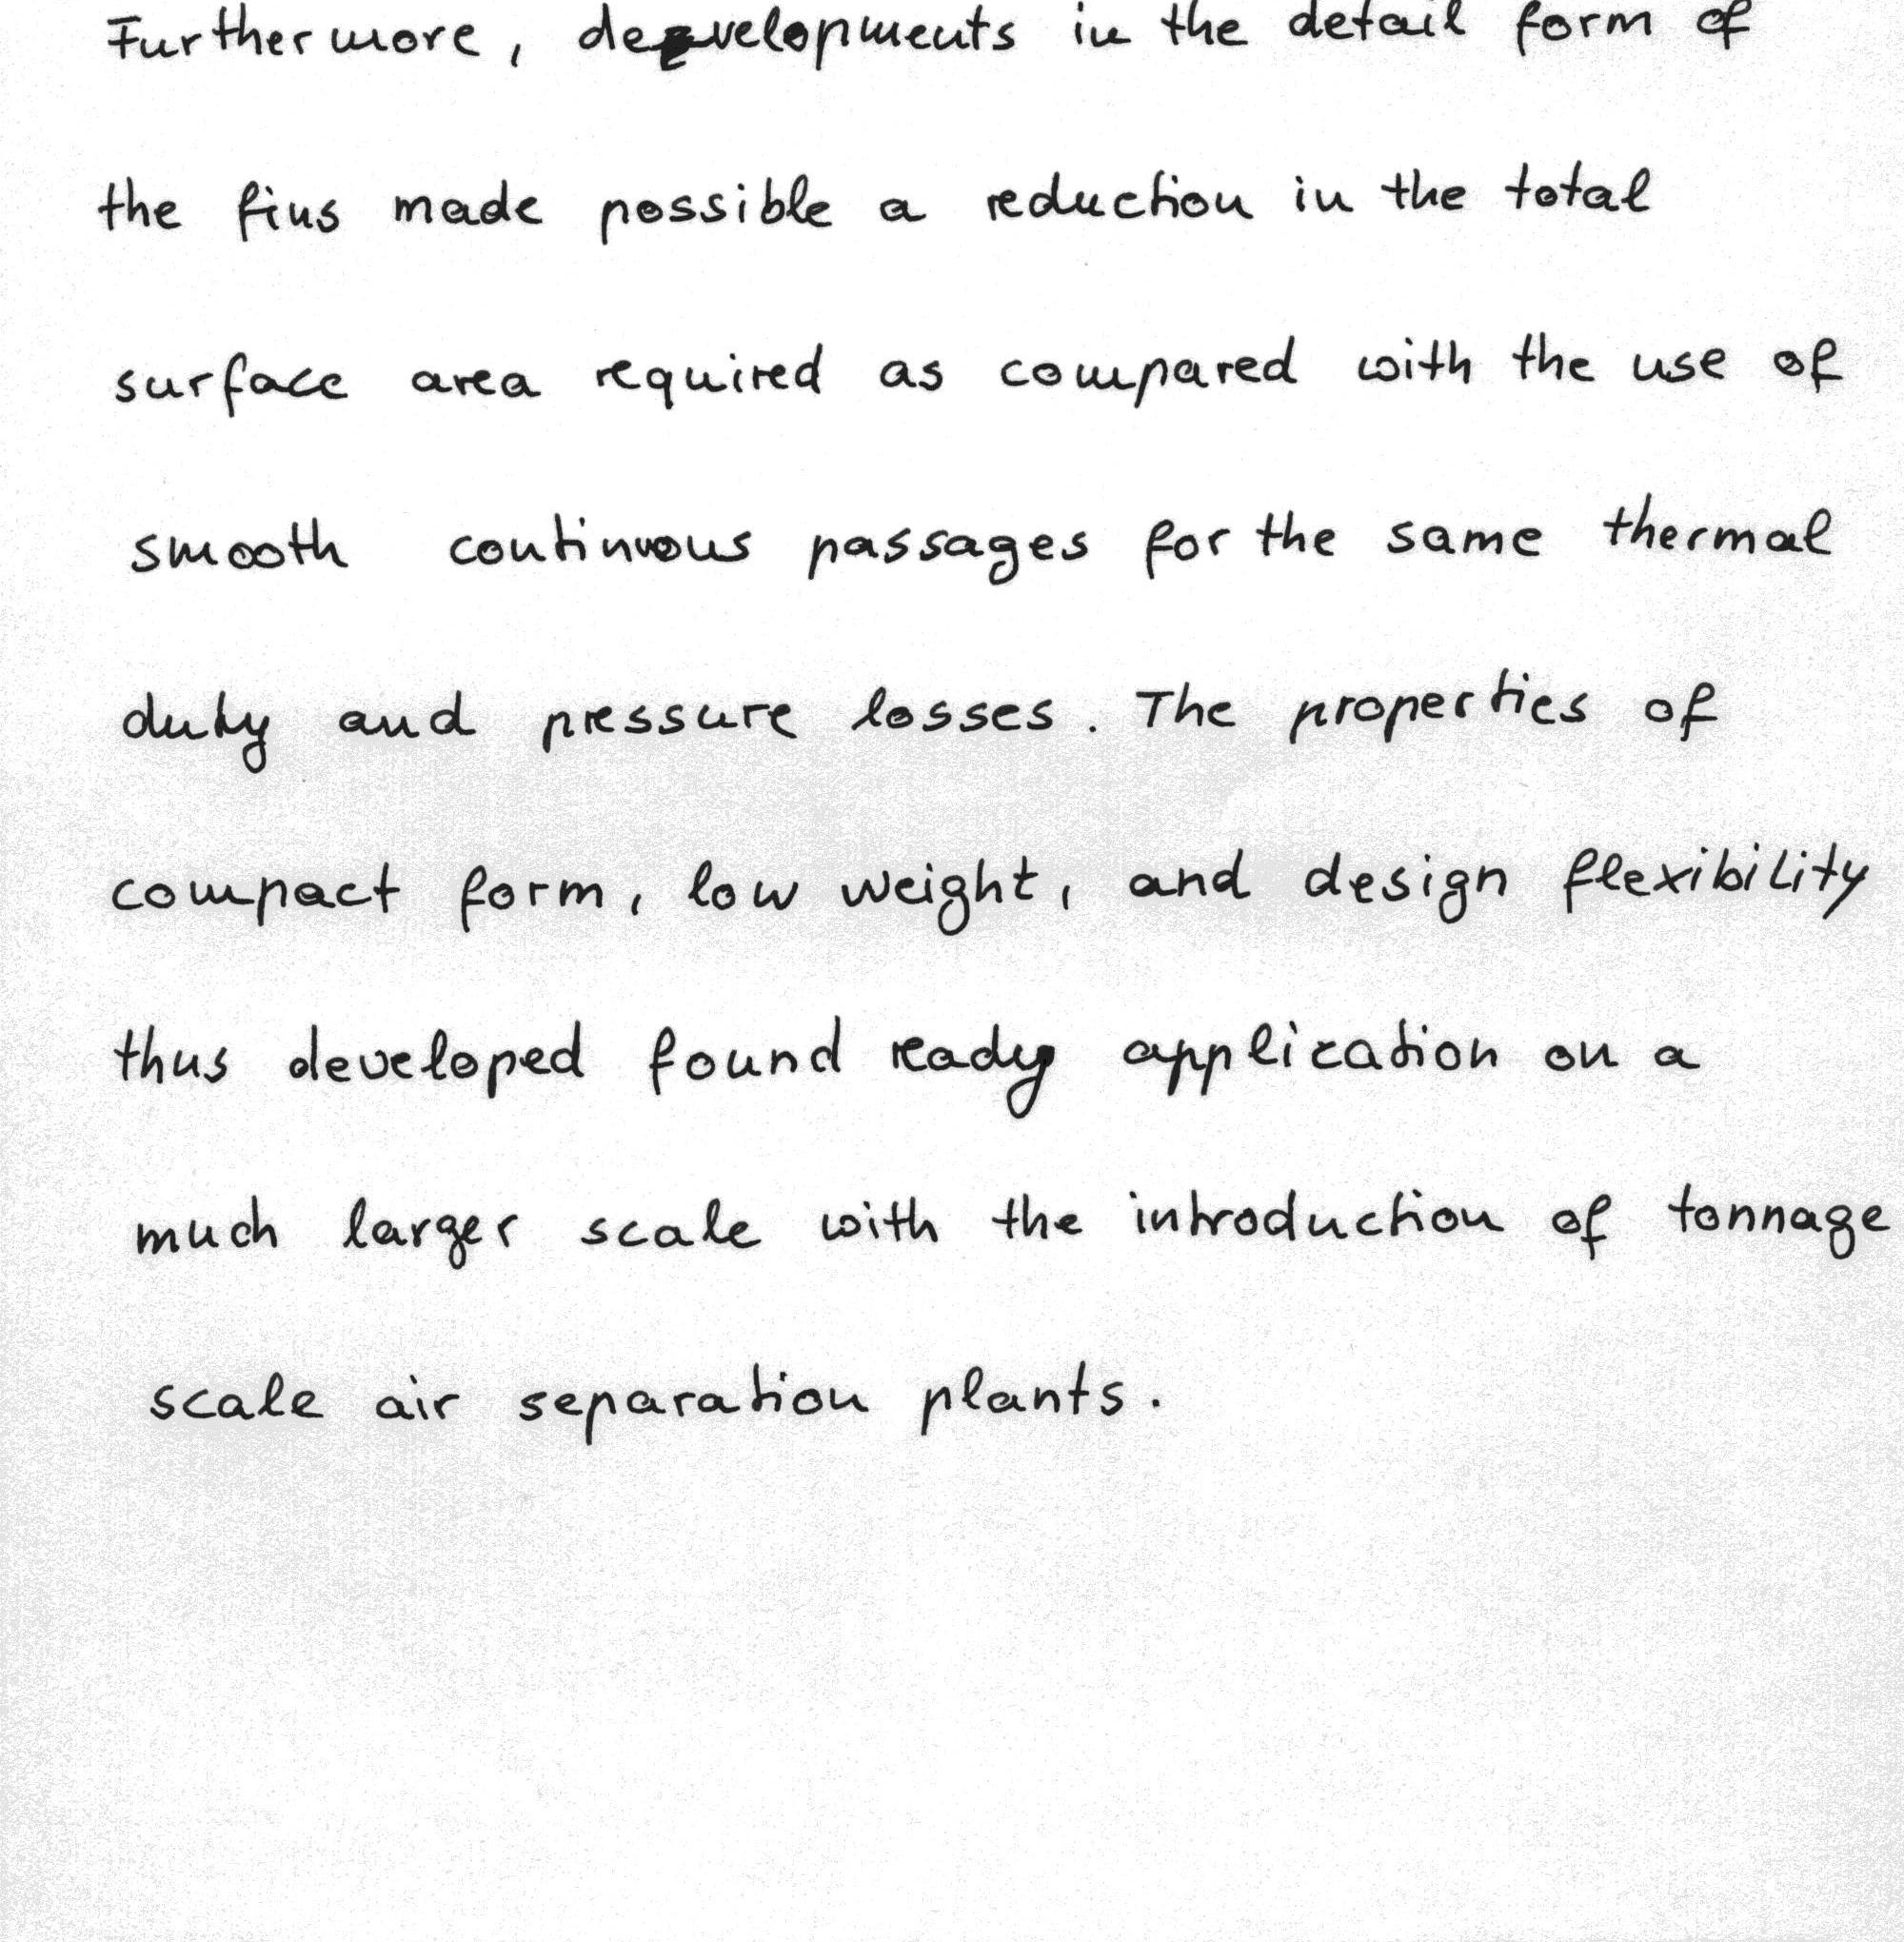 Furthermore, developments in the detail form of
the fins made possible a reduction in the total
surface area required as compared with the use of
smooth continuous passages for the same thermal
duty and pressure losses. The properties of
compact form, low weight, and design flexibility
thus developed found ready application on a
much larger scale with the introduction of tonnage
scale air separation plants.